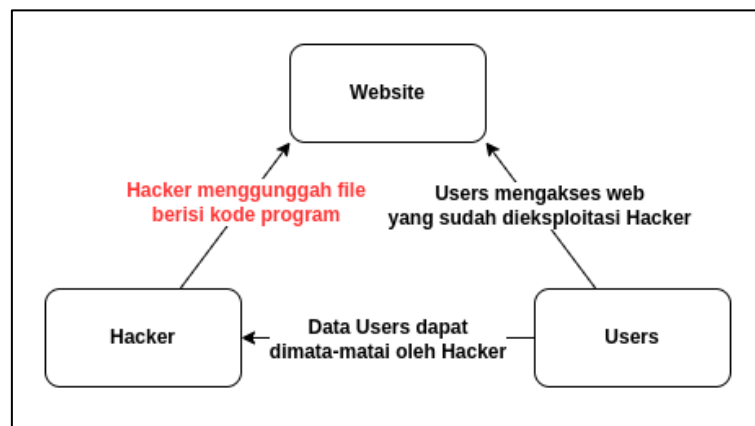 Website
Hacker menggunggah file
berisi kode program
Users mengakses web
yang sudah dieksploitasi Hacker
Hacker
Data Users dapat
dimata-matai oleh Hacker
Users